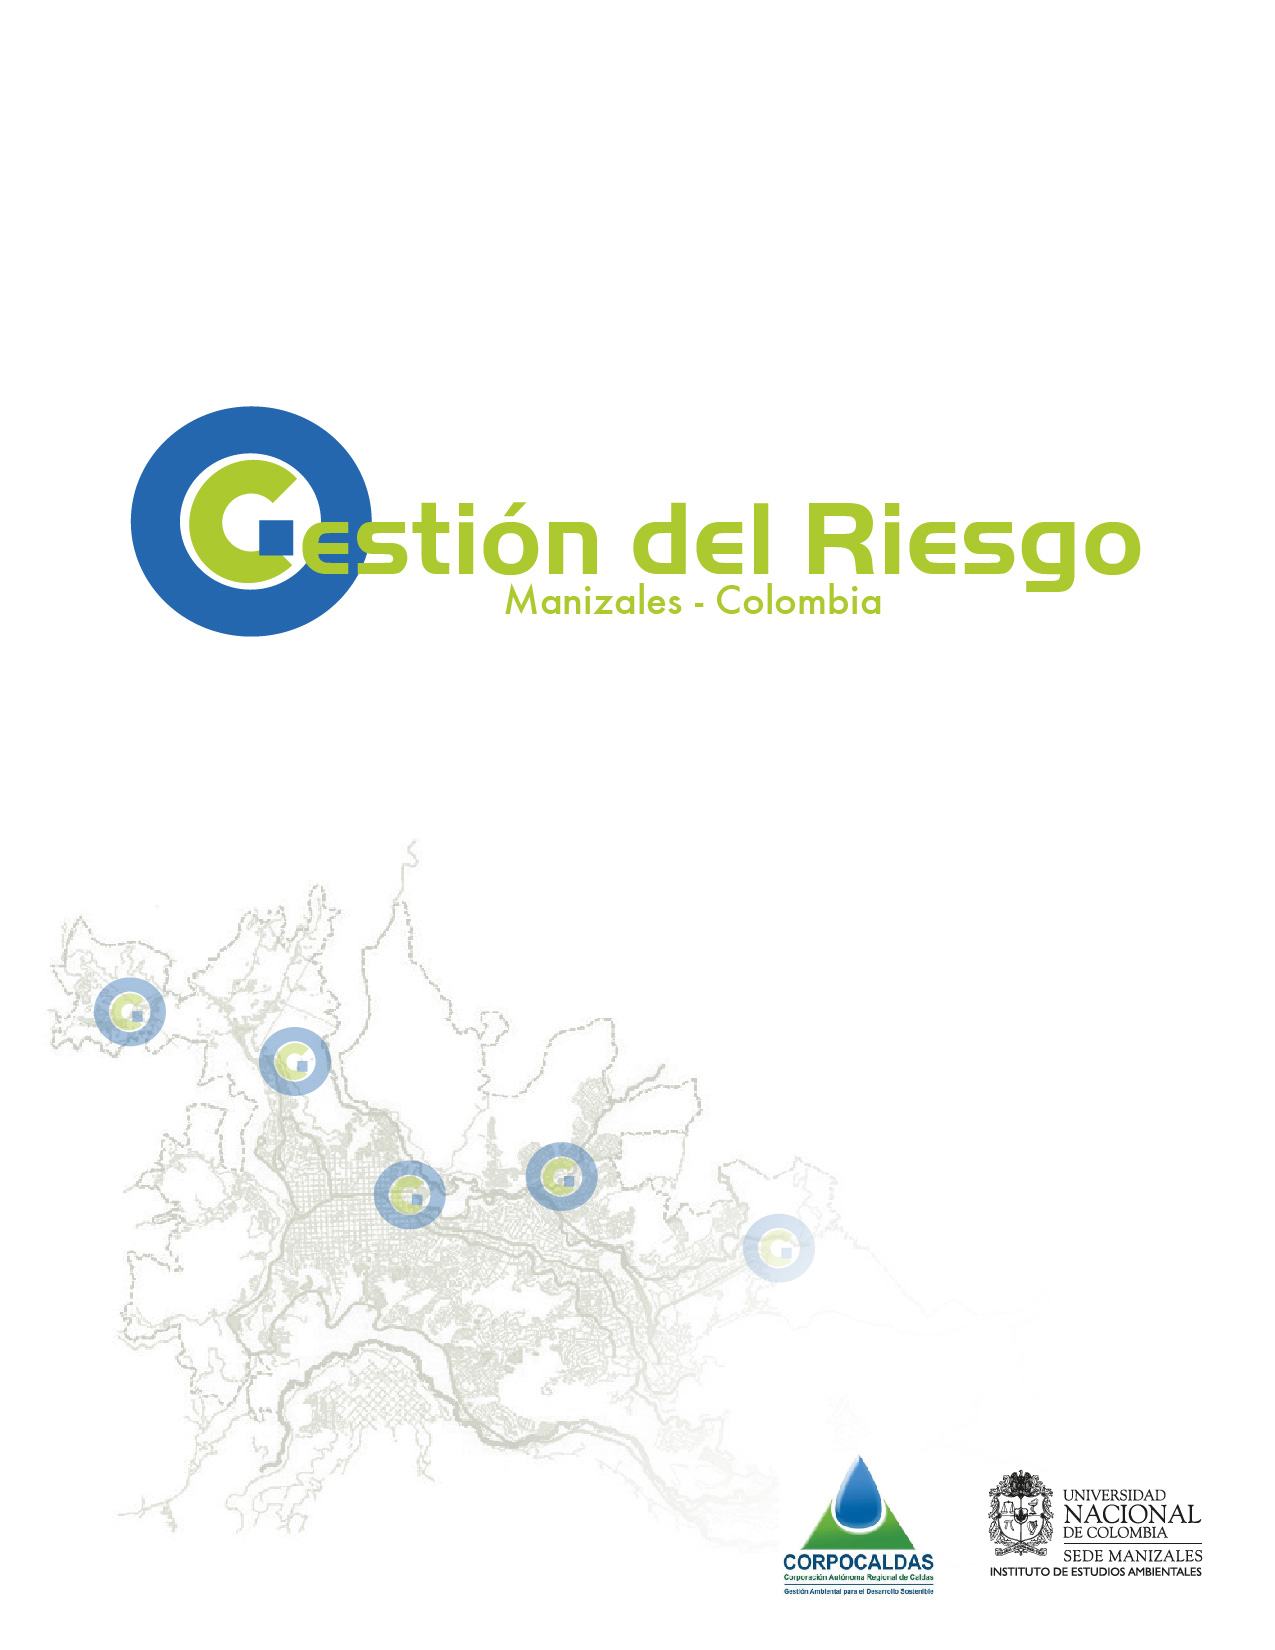 Gestión del Riesgo
Manizales - Colombia
CORPOCALDAS
Corporación Autónoma Regional de Caldas
Gestión Ambiental para el Desarrollo Sostenible
UNIVERSIDAD
NACIONAL
DE COLOMBIA
SEDE MANIZALES
INSTITUTO DE ESTUDIOS AMBIENTALES